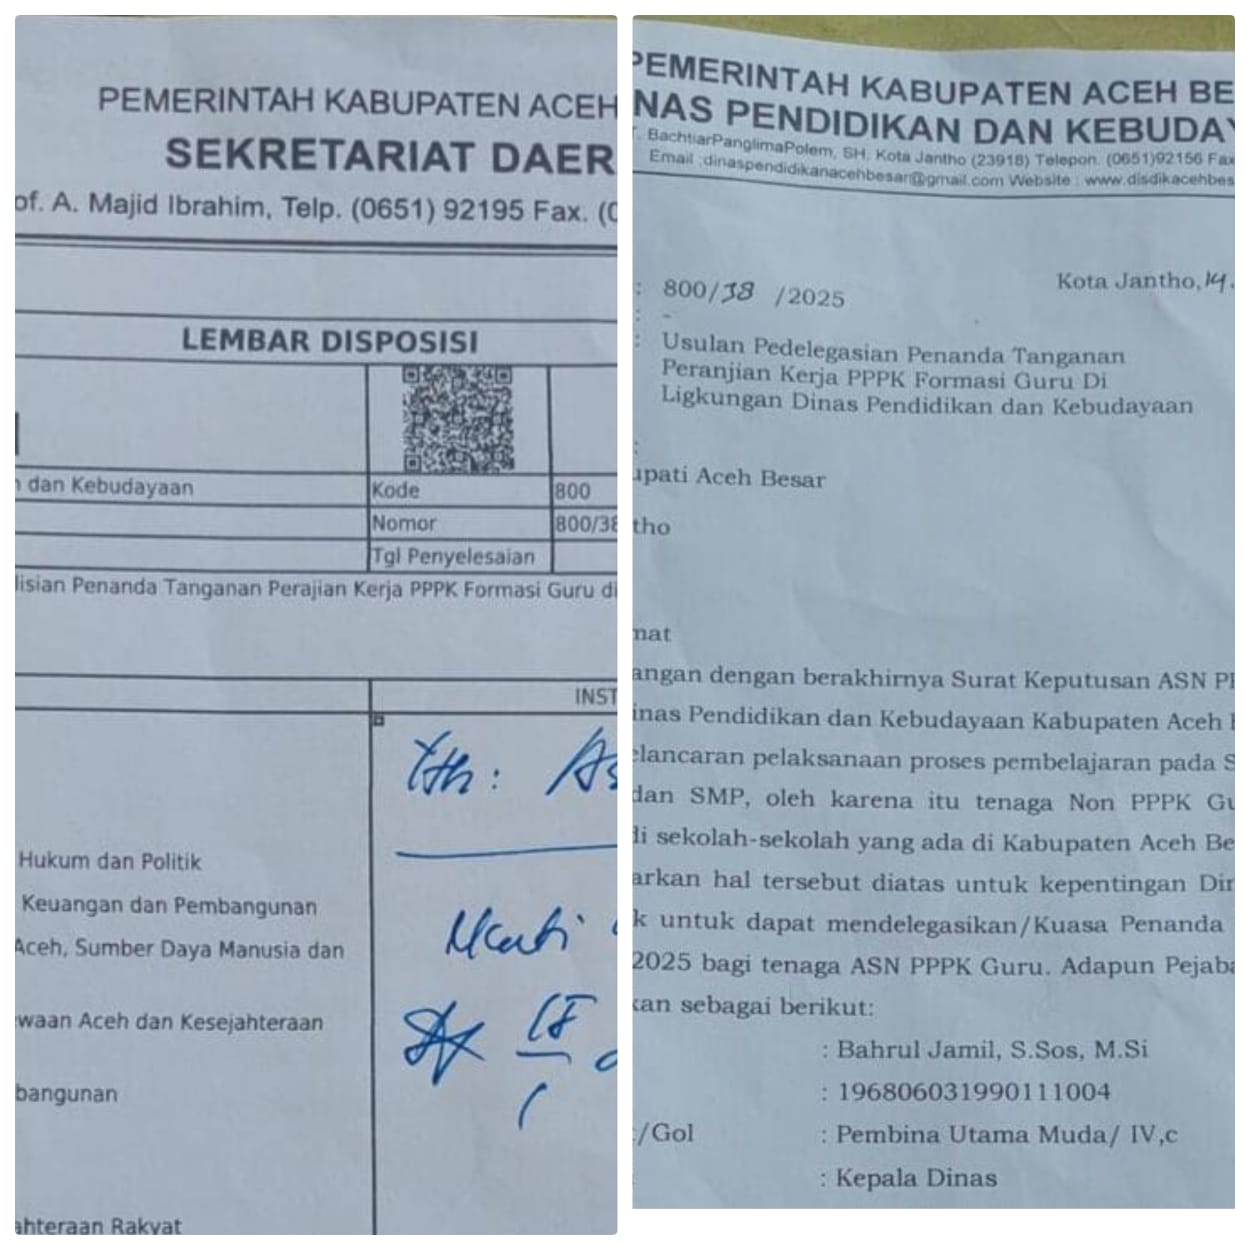 PEMERINTAH KABUPATEN ACEH
SEKRETARIAT DAER
of. A. Majid Ibrahim, Telp. (0651) 92195 Fax. (0
LEMBAR DISPOSISI
dan Kebudayaan
Kode
800
Nomor
800/38
Tgl Penyelesaian
lisian Penanda Tanganan Perajian Kerja PPPK Formasi Guru di
INST
Yth: As
Hukum dan Politik
Keuangan dan Pembangunan
Aceh, Sumber Daya Manusia dan
waan Aceh dan Kesejahteraan
bangunan
ahteraan Rakyat
PEMERINTAH KABUPATEN ACEH BE
NAS PENDIDIKAN DAN KEBUDAY
T. BachtiarPanglimaPolem, SH. Kota Jantho (23918) Telepon. (0651)92156 Fax
Email :dinaspendidikanacehbesar@gmail.com Website : www.disdikacehbes
Kota Jantho, 14.
: 800/38 /2025
: -
: Usulan Pedelegasian Penanda Tanganan
Peranjian Kerja PPPK Formasi Guru Di
Ligkungan Dinas Pendidikan dan Kebudayaan
:
upati Aceh Besar
tho
mat
angan dengan berakhirnya Surat Keputusan ASN PP
inas Pendidikan dan Kebudayaan Kabupaten Aceh B
elancaran pelaksanaan proses pembelajaran pada S
dan SMP, oleh karena itu tenaga Non PPPK Gu
di sekolah-sekolah yang ada di Kabupaten Aceh Be
arkan hal tersebut diatas untuk kepentingan Din
k untuk dapat mendelegasikan/Kuasa Penanda
2025 bagi tenaga ASN PPPK Guru. Adapun Pejaba
kan sebagai berikut:
: Bahrul Jamil, S.Sos, M.Si
: 196806031990111004
/Gol : Pembina Utama Muda/ IV,c
: Kepala Dinas